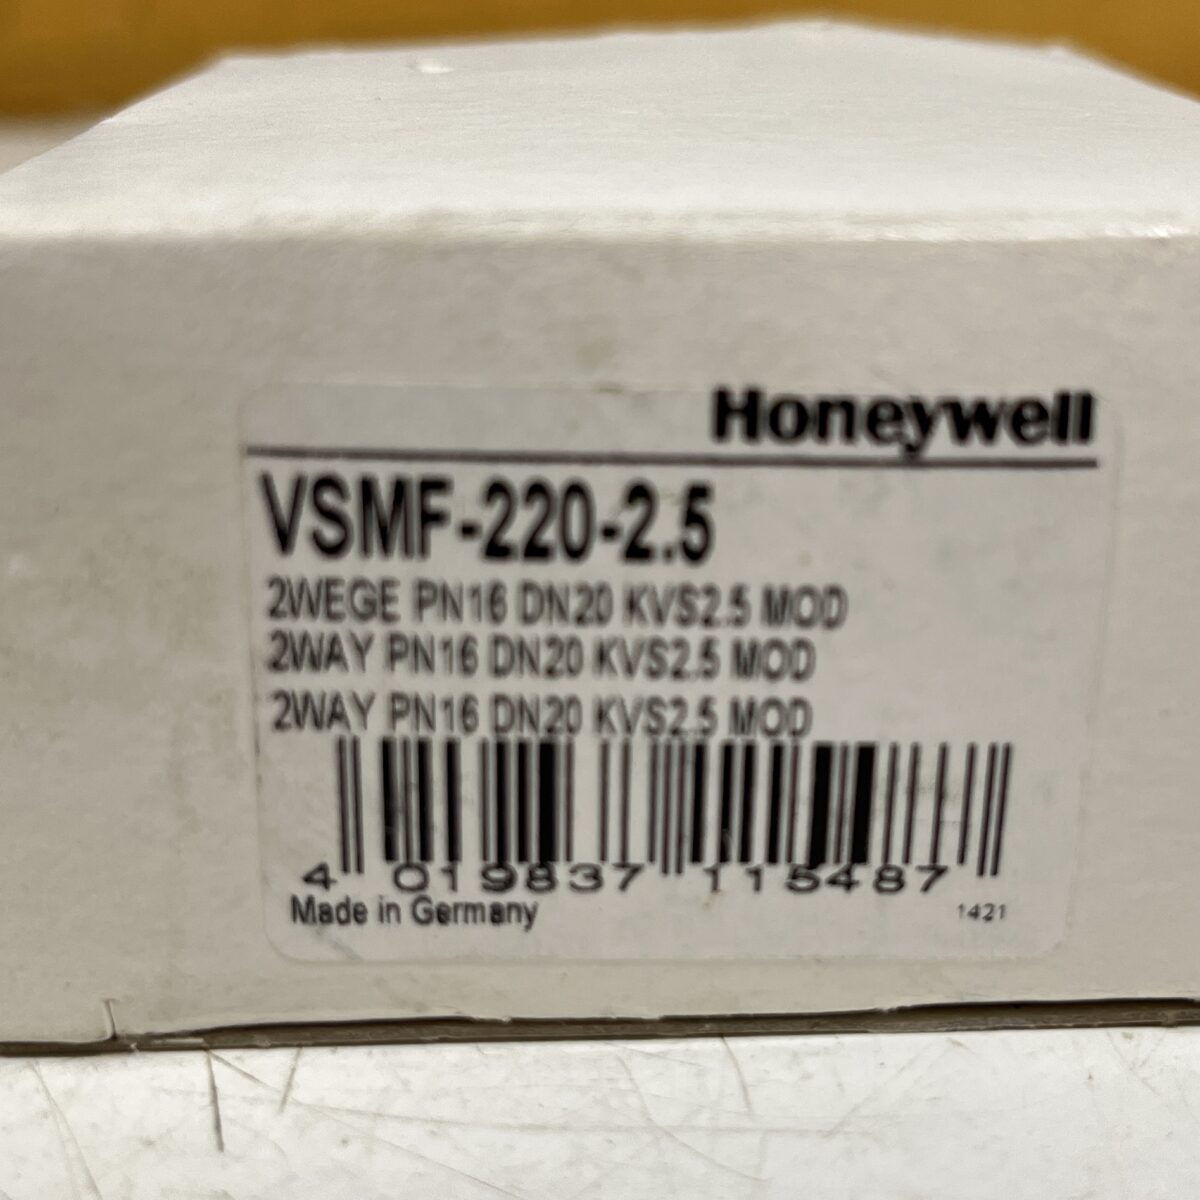 Honeywell
VSMF-220-2.5
2WEGE PN16 DN20 KVS2.5 MOD
2WAY PN16 DN20 KVS2.5 MOD
2WAY PN16 DN20 KVS2.5 MOD
4 019837 115487
Made in Germany 1421